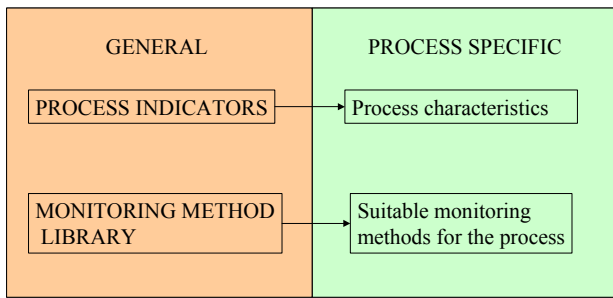 GENERAL
PROCESS SPECIFIC
PROCESS INDICATORS
Process characteristics
MONITORING METHOD
LIBRARY
Suitable monitoring
methods for the process